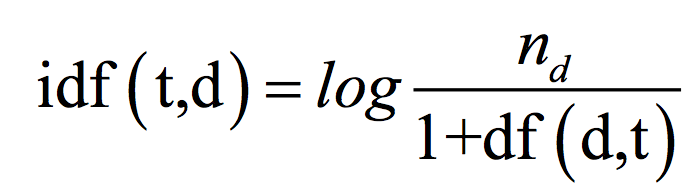 idf (t,d) = log n_d / 1+df (d,t)